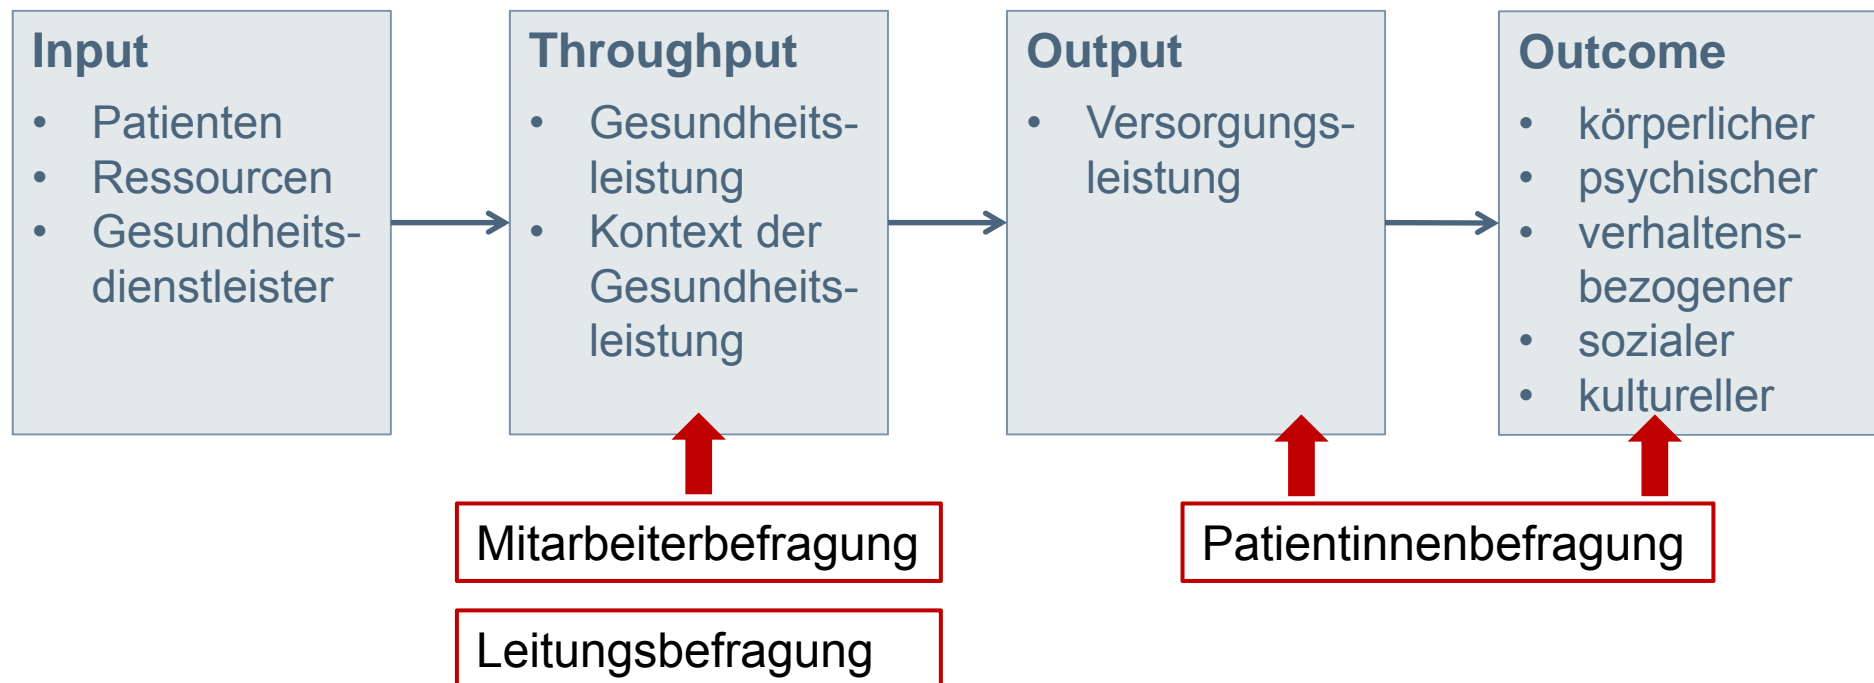 Input
• Patienten
• Ressourcen
• Gesundheits-
dienstleister
Throughput
• Gesundheits-
leistung
• Kontext der
Gesundheits-
leistung
Output
• Versorgungs-
leistung
Outcome
• körperlicher
• psychischer
• verhaltens-
bezogener
• sozialer
• kultureller
Mitarbeiterbefragung
Leitungsbefragung
Patientinnenbefragung